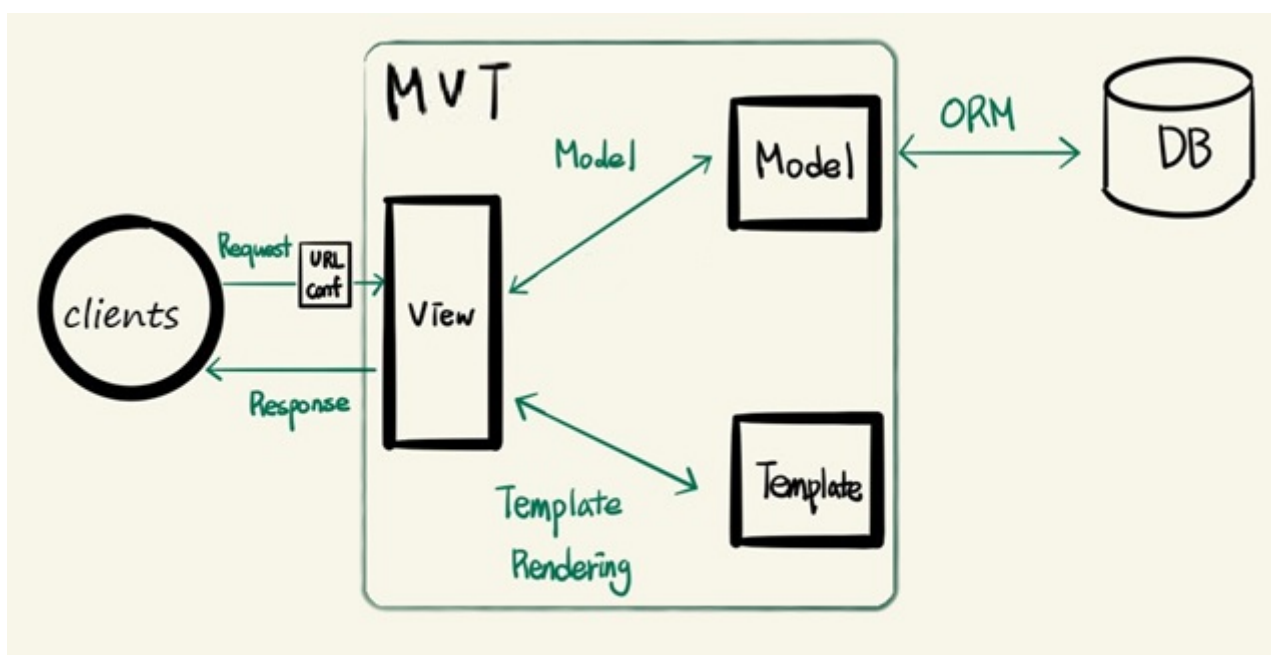 MVT
Model
Model
ORM
DB
Request
URL
conf
clients
View
Response
Template
Rendering
Template